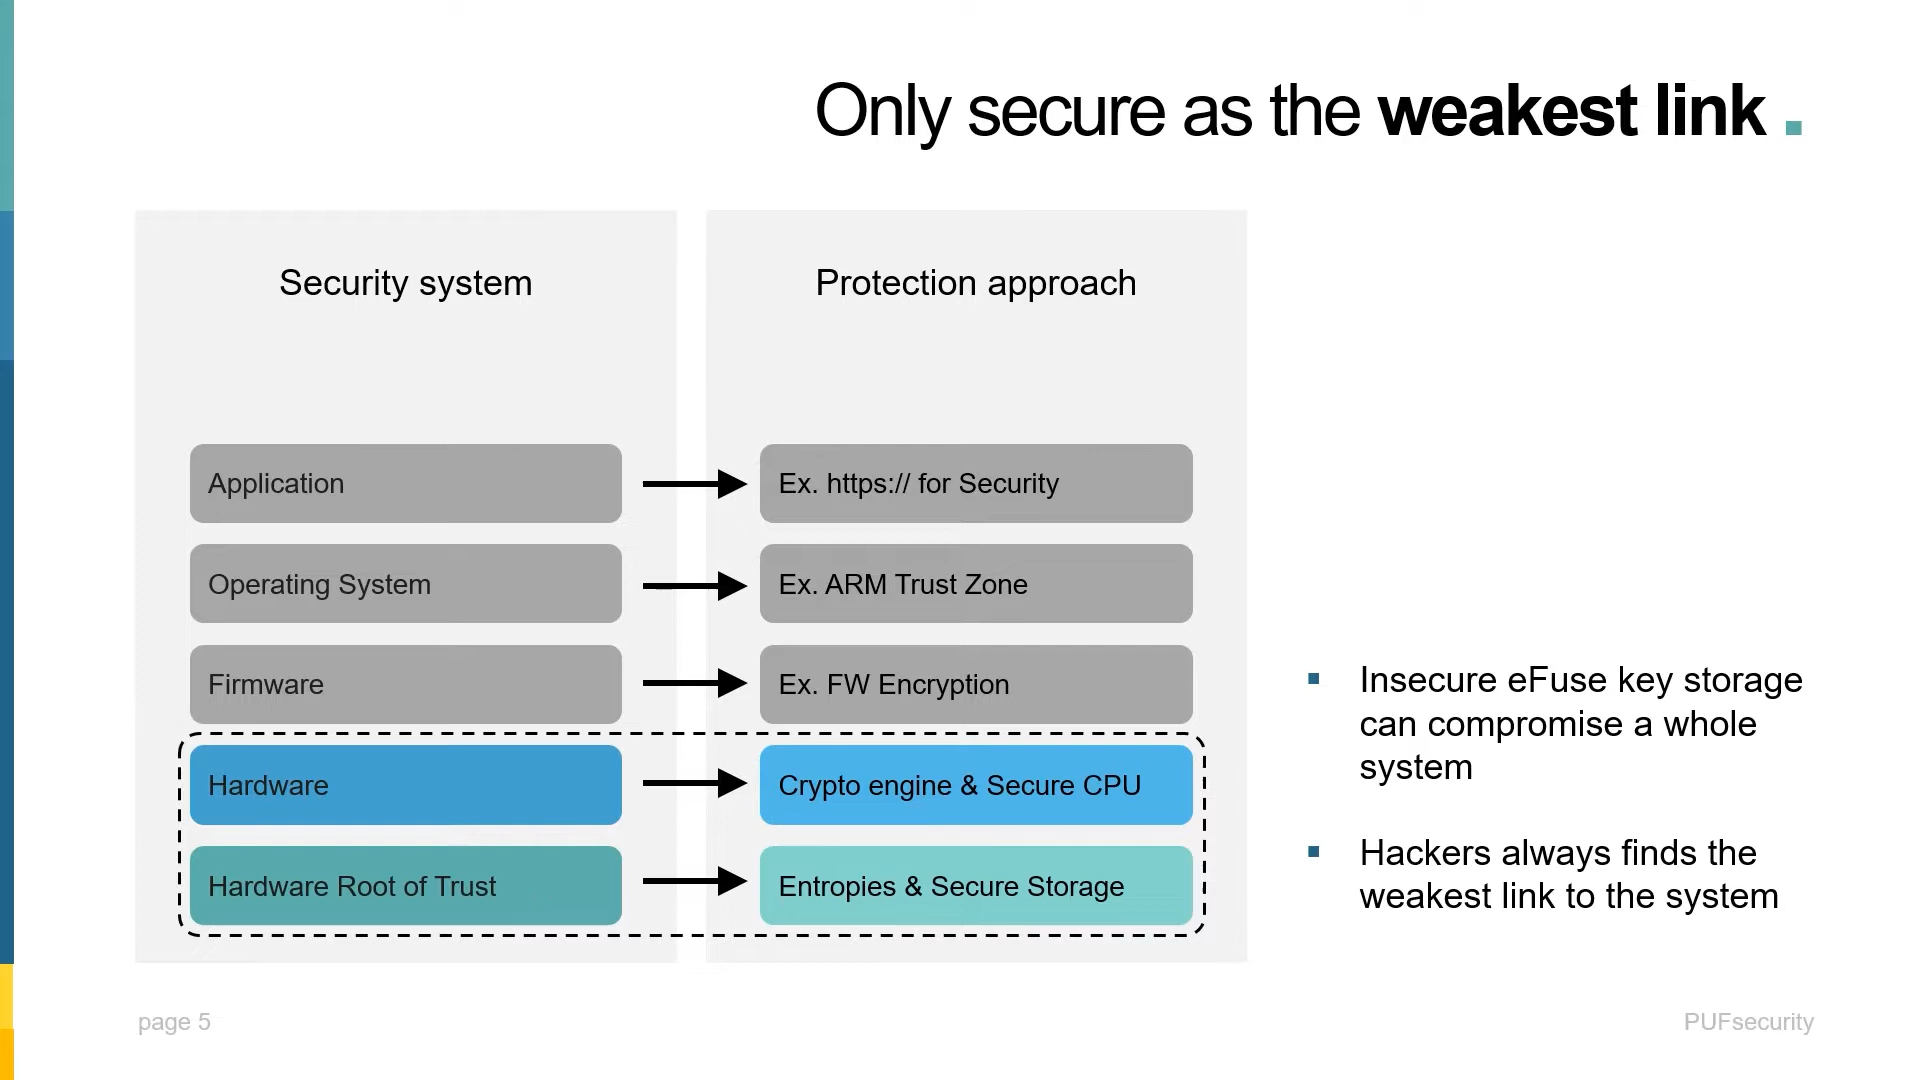 Only secure as the weakest link .
Security system
Protection approach
Application
Ex. https:// for Security
Operating System
Ex. ARM Trust Zone
Firmware
Ex. FW Encryption
Hardware
Crypto engine & Secure CPU
Hardware Root of Trust
Entropies & Secure Storage
Insecure eFuse key storage
can compromise a whole
system
Hackers always finds the
weakest link to the system
page 5
PUFsecurity